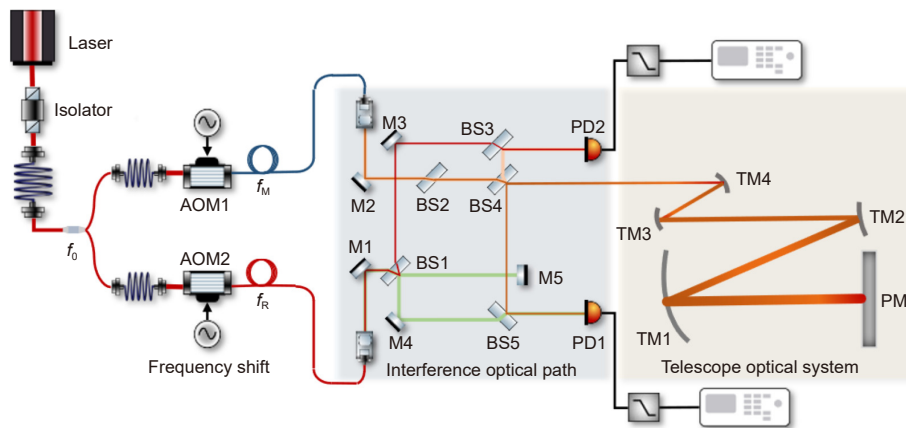 Laser
Isolator
f0
AOM1
fM
AOM2
fR
Frequency shift
M3
BS3
PD2
M2
BS2
BS4
M1
BS1
M5
M4
BS5
PD1
Interference optical path
TM4
TM3
TM2
TM1
PM
Telescope optical system